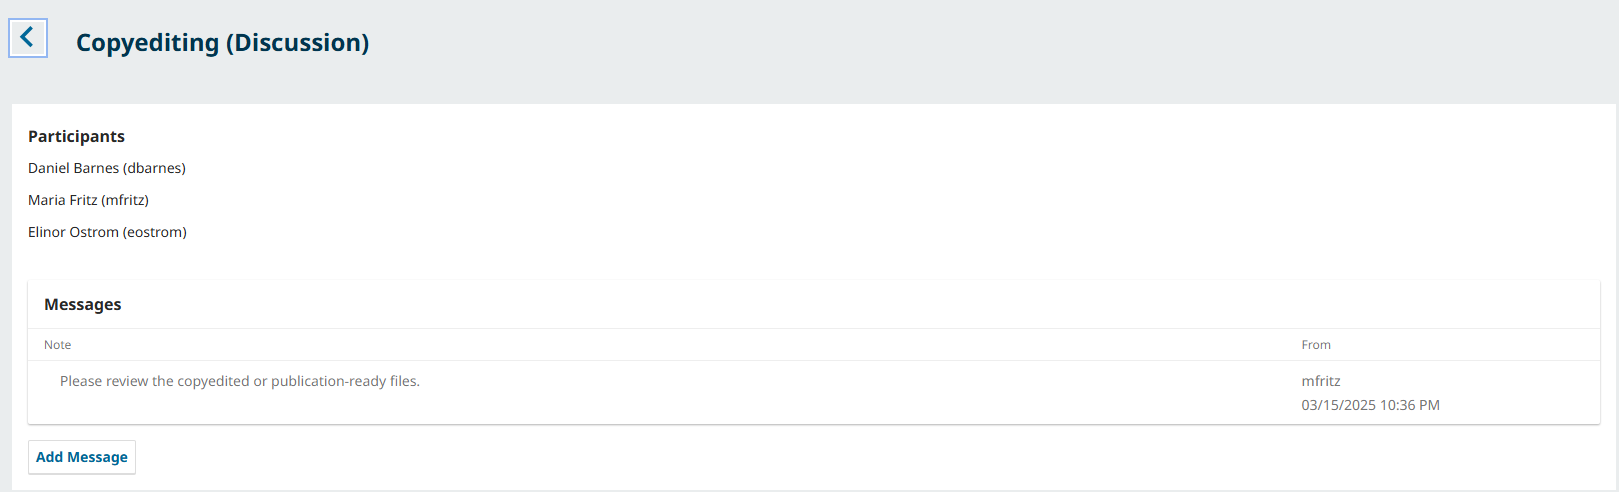 Copyediting (Discussion)
Participants
Daniel Barnes (dbarnes)
Maria Fritz (mfritz)
Elinor Ostrom (eostrom)
Messages
Note From
Please review the copyedited or publication-ready files. mfritz
03/15/2025 10:36 PM
Add Message